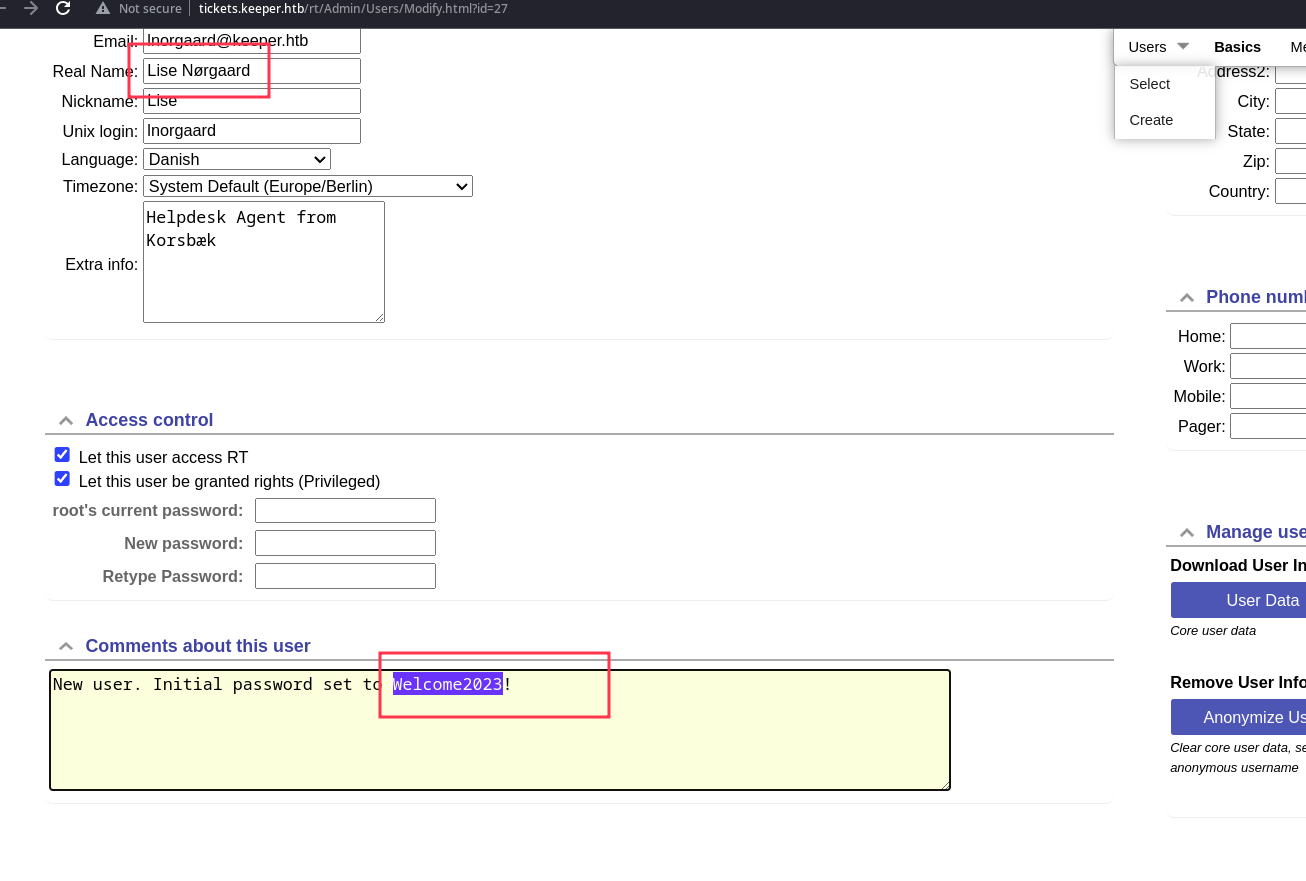 Not secure tickets.keeper.htb/rt/Admin/Users/Modify.html?id=27
Users Basics
Select
Create
Email: lnorgaard@keeper.htb
Real Name: Lise Nørgaard
Nickname: Lise
Unix login: lnorgaard
Language: Danish
Timezone: System Default (Europe/Berlin)
Extra info: Helpdesk Agent from
Korsbæk
Access control
Let this user access RT
Let this user be granted rights (Privileged)
root's current password:
New password:
Retype Password:
Comments about this user
New user. Initial password set to Welcome2023!
Address2:
City:
State:
Zip:
Country:
Phone num
Home:
Work:
Mobile:
Pager:
Manage use
Download User In
User Data
Core user data
Remove User Info
Anonymize Us
Clear core user data, se
anonymous username